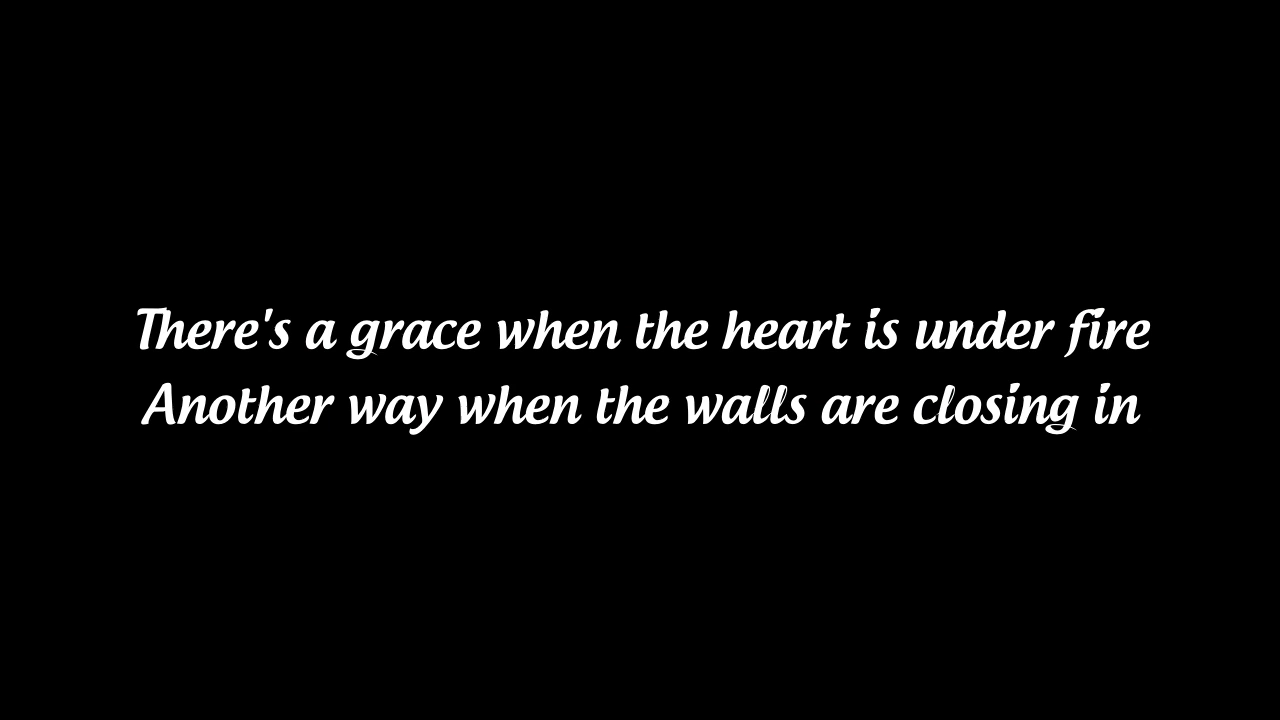 There's a grace when the heart is under fire
Another way when the walls are closing in